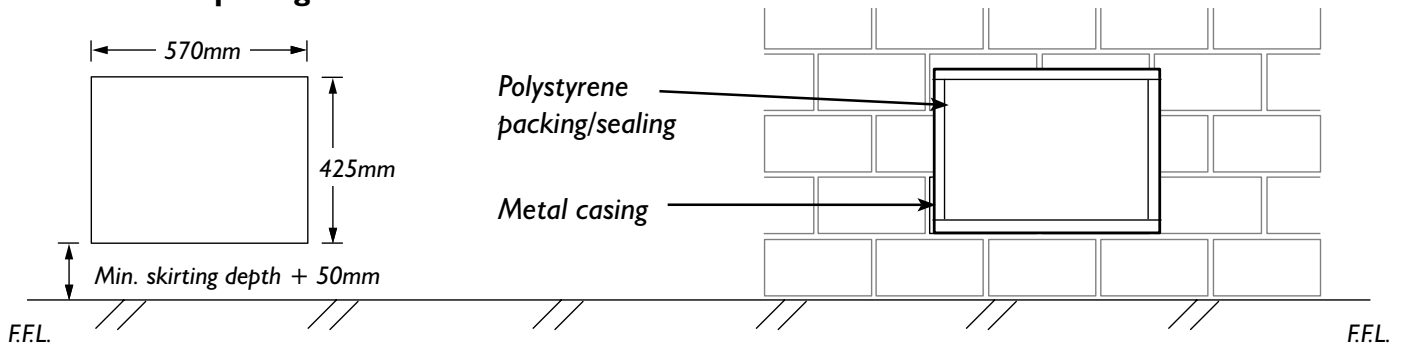 570mm
425mm
Min. skirting depth + 50mm
Polystyrene
packing/sealing
Metal casing
F.F.L.
F.F.L.